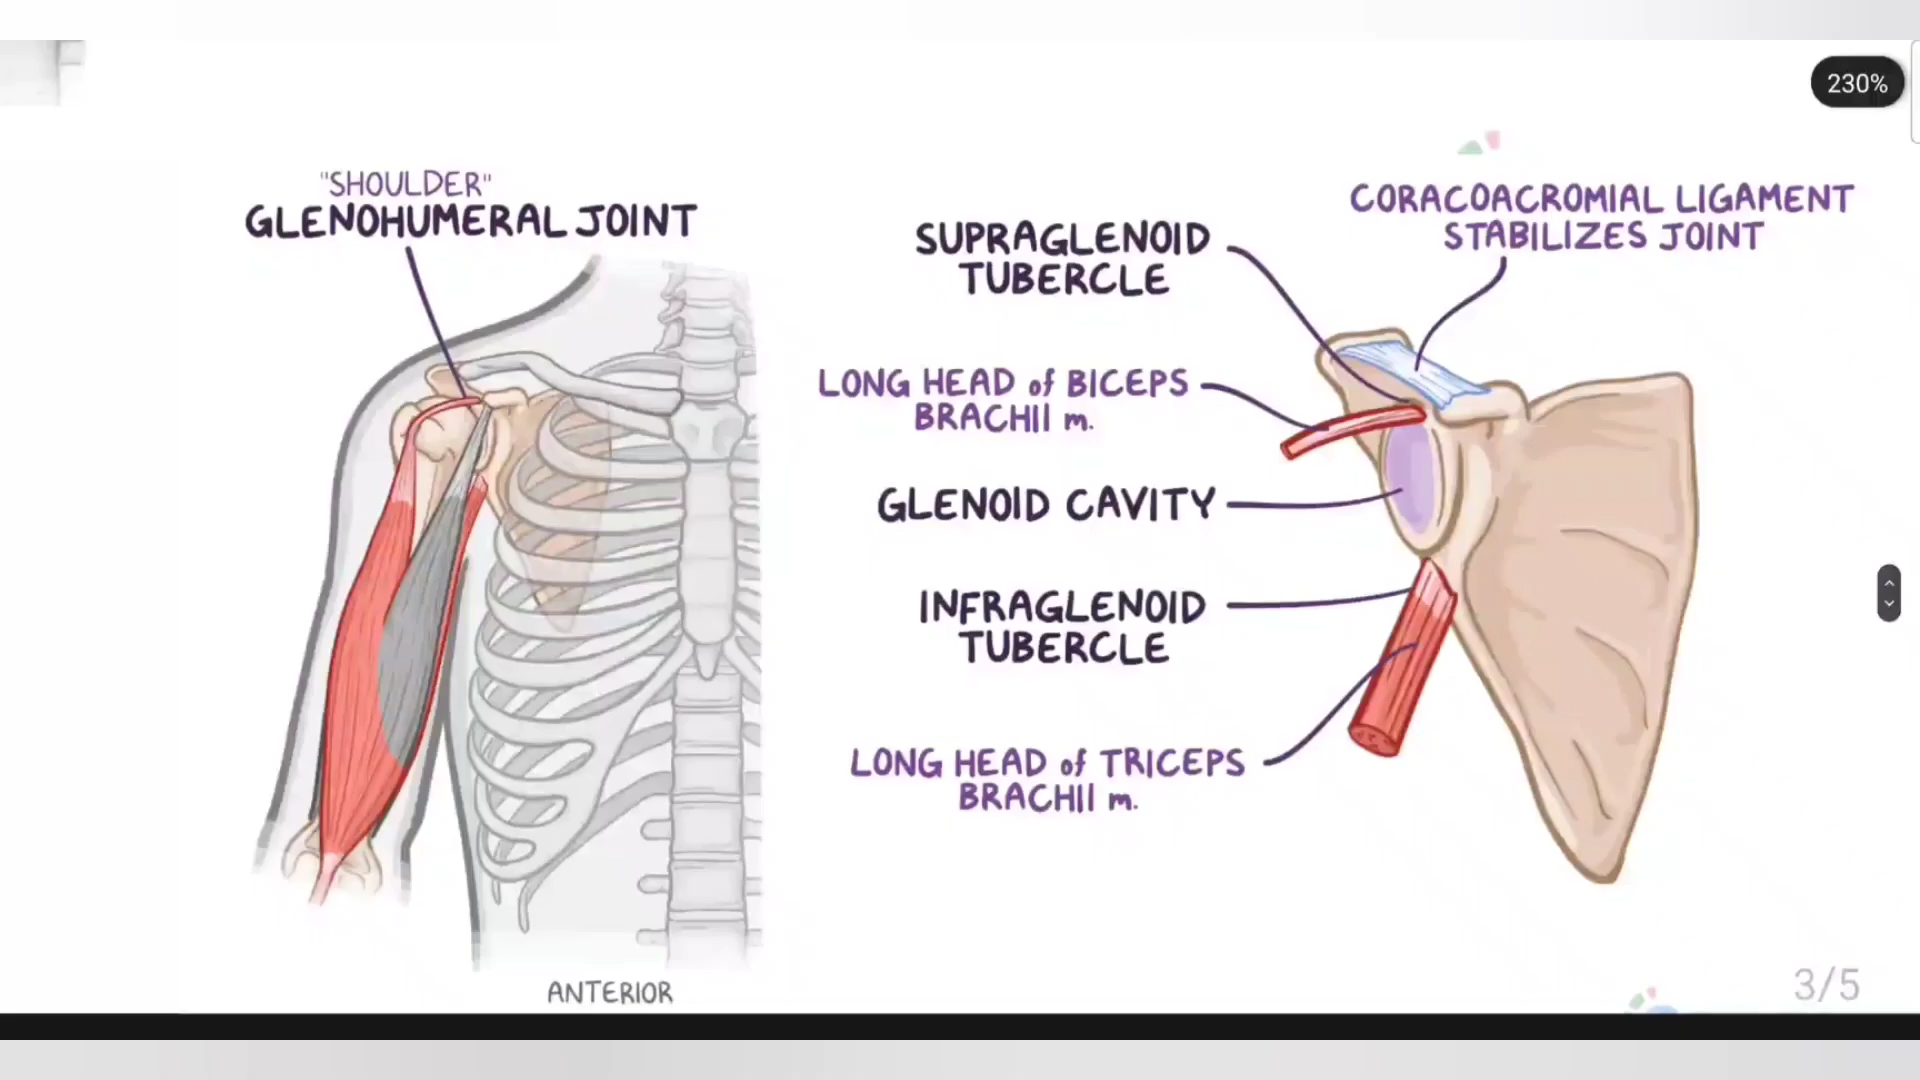 230%
"SHOULDER"
GLENOHUMERAL JOINT
SUPRAGLENOID
TUBERCLE
CORACOACROMIAL LIGAMENT
STABILIZES JOINT
LONG HEAD of BICEPS
BRACHII m.
GLENOID CAVITY
INFRAGLENOID
TUBERCLE
LONG HEAD of TRICEPS
BRACHII m.
ANTERIOR
3/5